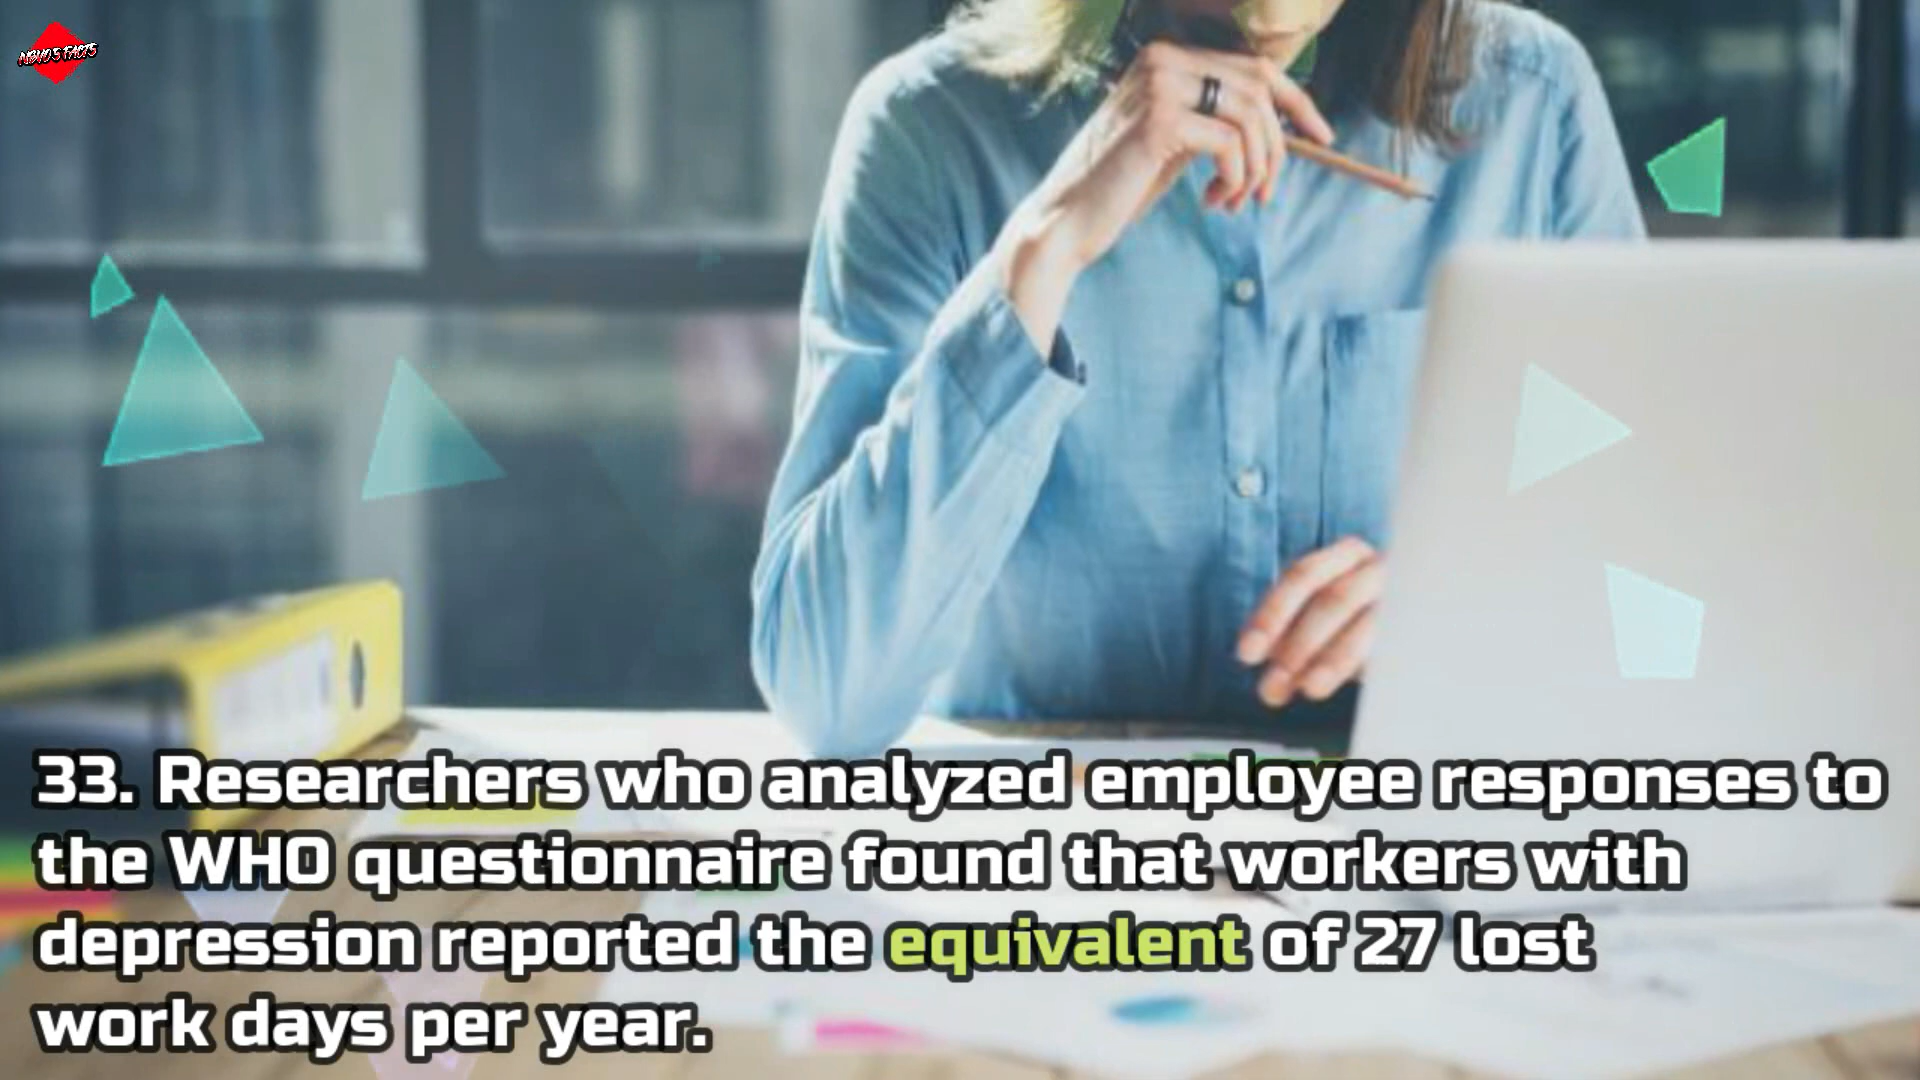 33. Researchers who analyzed employee responses to
the WHO questionnaire found that workers with
depression reported the equivalent of 27 lost
work days per year.